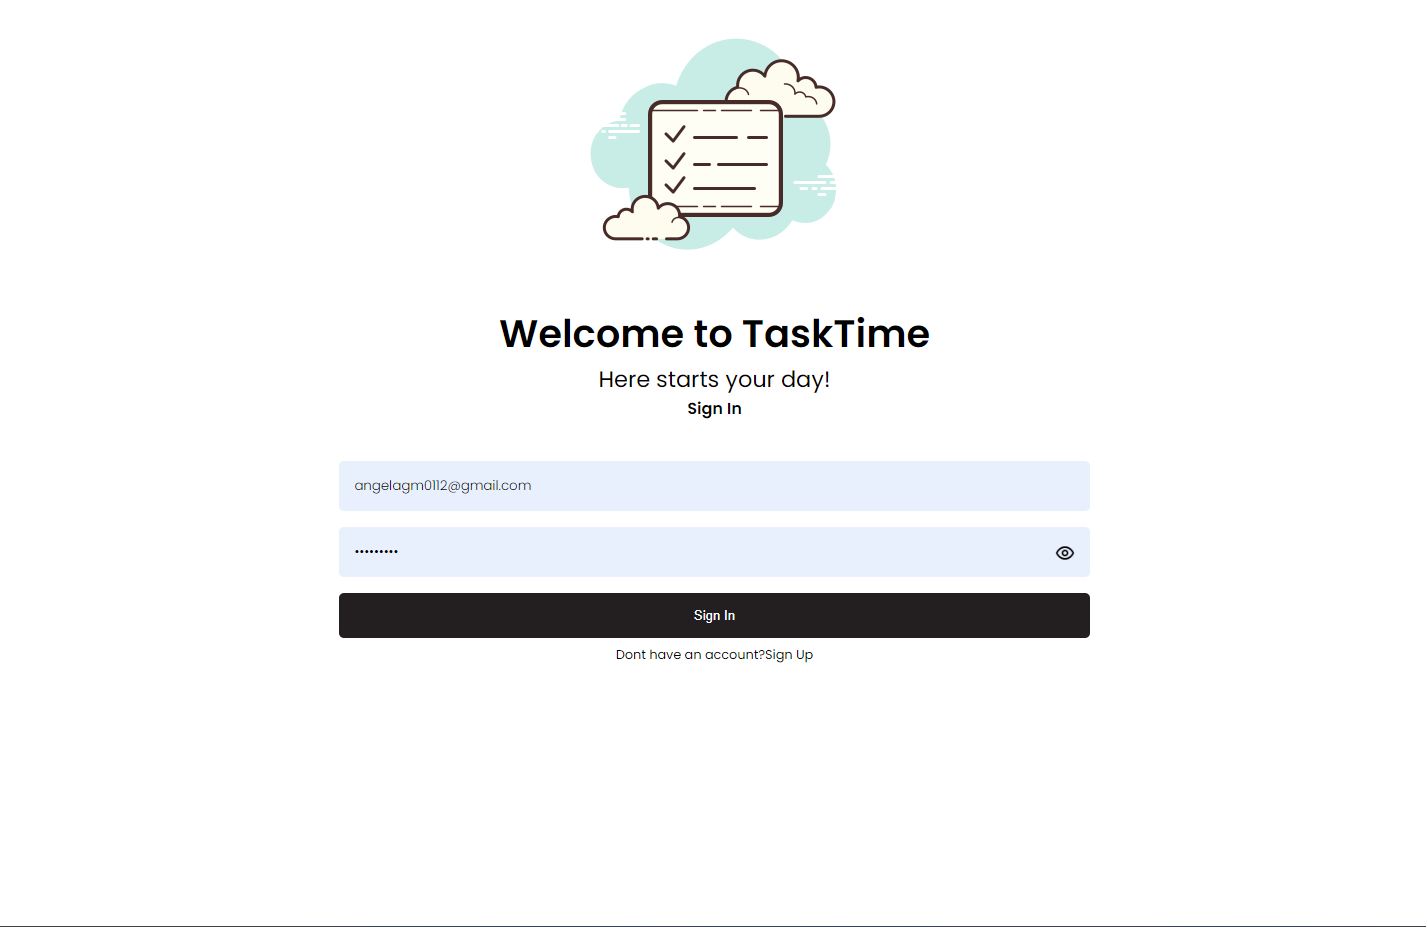 Welcome to TaskTime
Here starts your day!
Sign In
angelagm0112@gmail.com
•••••••••
Sign In
Dont have an account?Sign Up